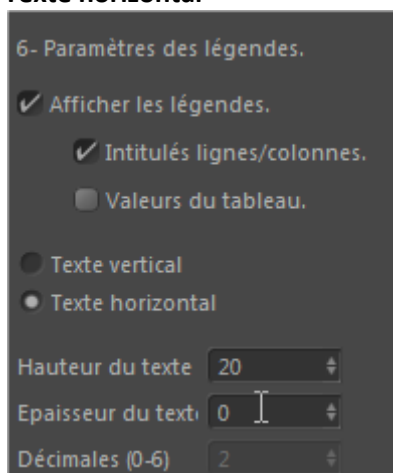 Texte horizontal
6- Paramètres des légendes.
Afficher les légendes.
Intitulés lignes/colonnes.
Valeurs du tableau.
Texte vertical
Texte horizontal
Hauteur du texte 20
Epaisseur du text 0
Décimales (0-6) 2